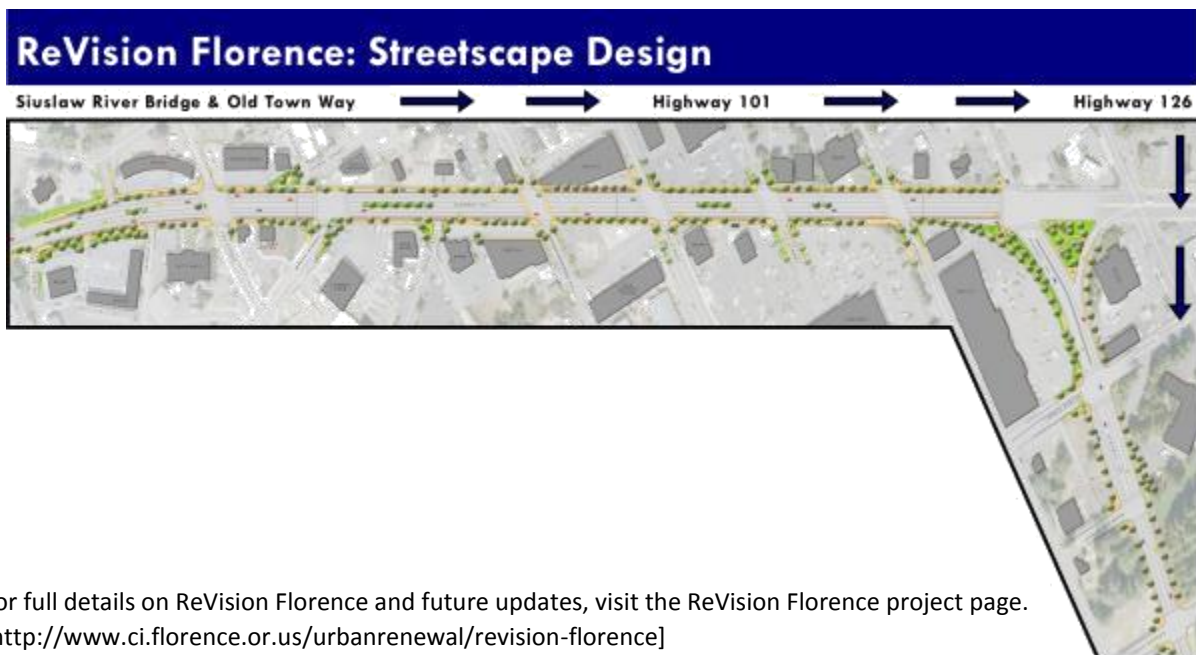 ReVision Florence: Streetscape Design
Siuslaw River Bridge & Old Town Way Highway 101 Highway 126
or full details on ReVision Florence and future updates, visit the ReVision Florence project page.
http://www.ci.florence.or.us/urbanrenewal/revision-florence]